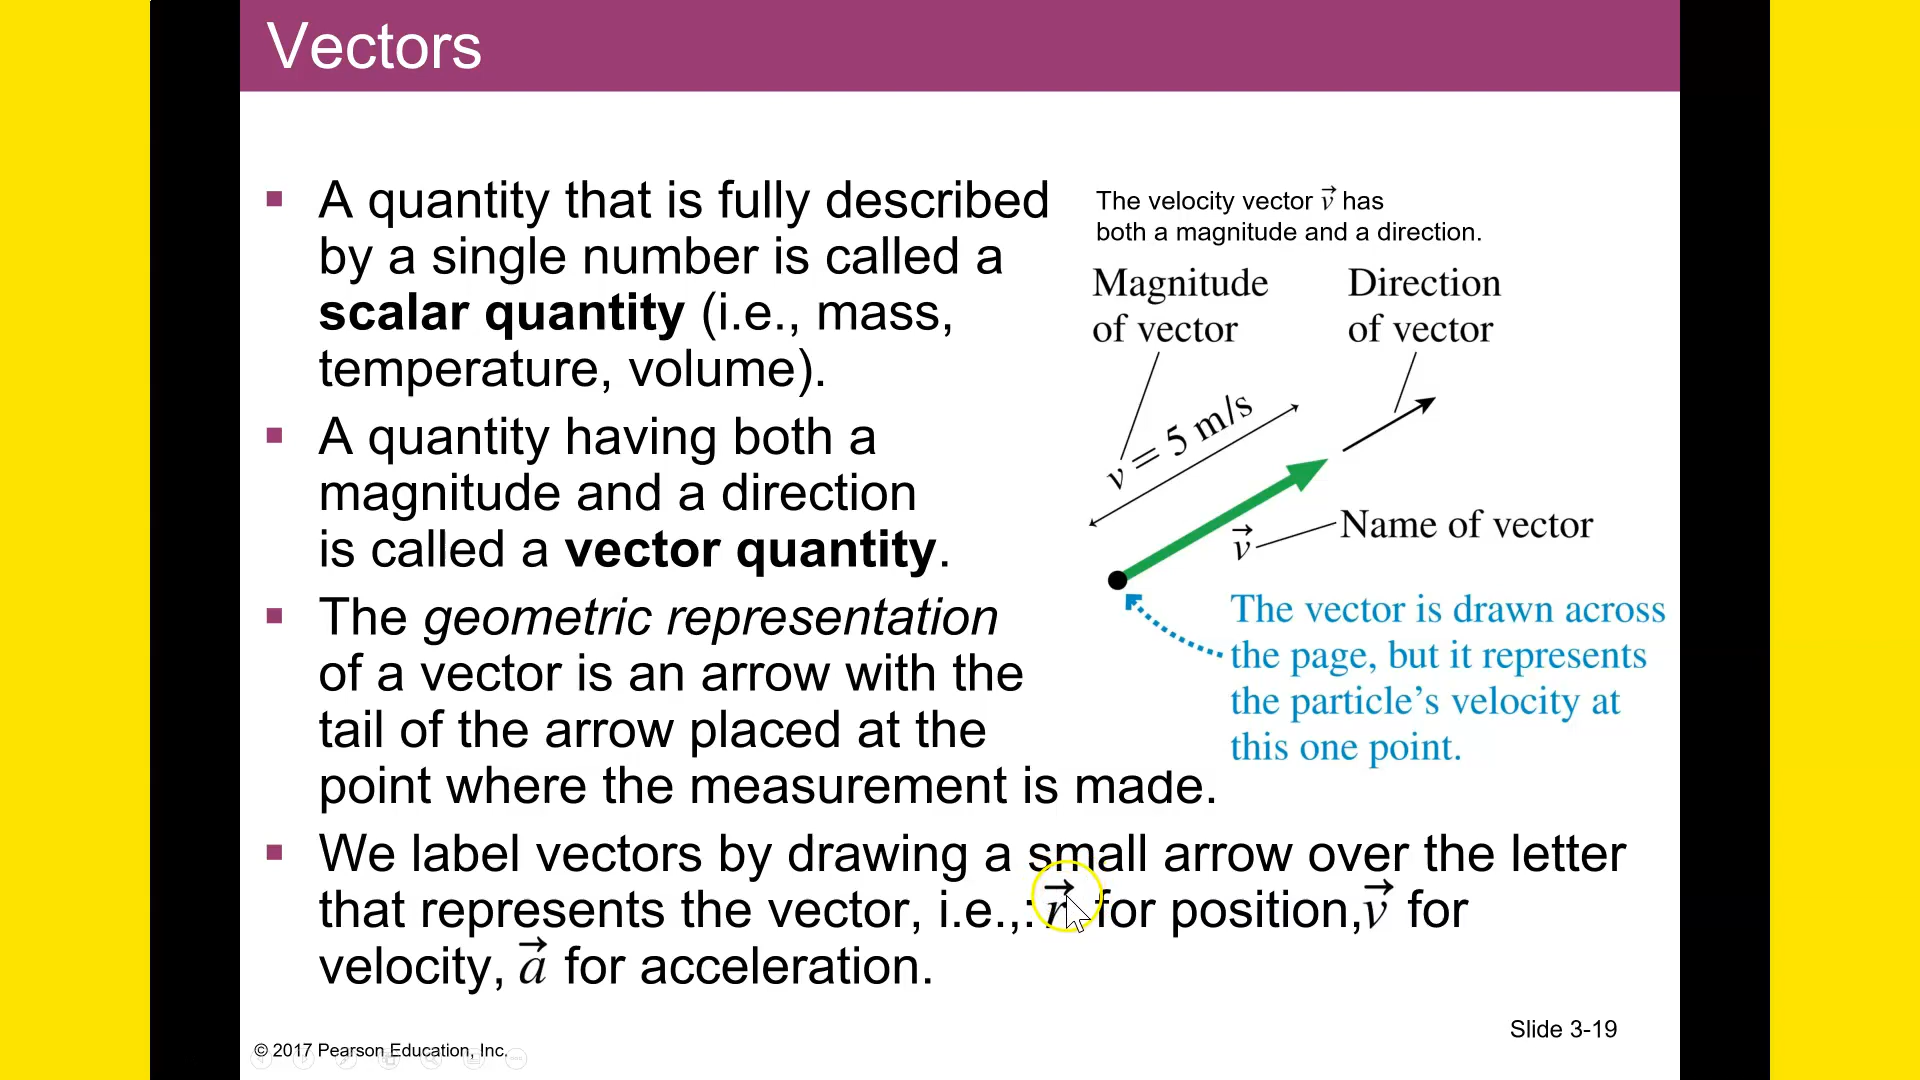 Vectors
▪ A quantity that is fully described
by a single number is called a
scalar quantity (i.e., mass,
temperature, volume).
▪ A quantity having both a
magnitude and a direction
is called a vector quantity.
▪ The geometric representation
of a vector is an arrow with the
tail of the arrow placed at the
point where the measurement is made.
▪ We label vectors by drawing a small arrow over the letter
that represents the vector, i.e.,: r⃗ for position, v⃗ for
velocity, a⃗ for acceleration.
The velocity vector v⃗ has
both a magnitude and a direction.
Magnitude
of vector
Direction
of vector
v = 5 m/s
v⃗
Name of vector
The vector is drawn across
the page, but it represents
the particle’s velocity at
this one point.
Slide 3-19
© 2017 Pearson Education, Inc.